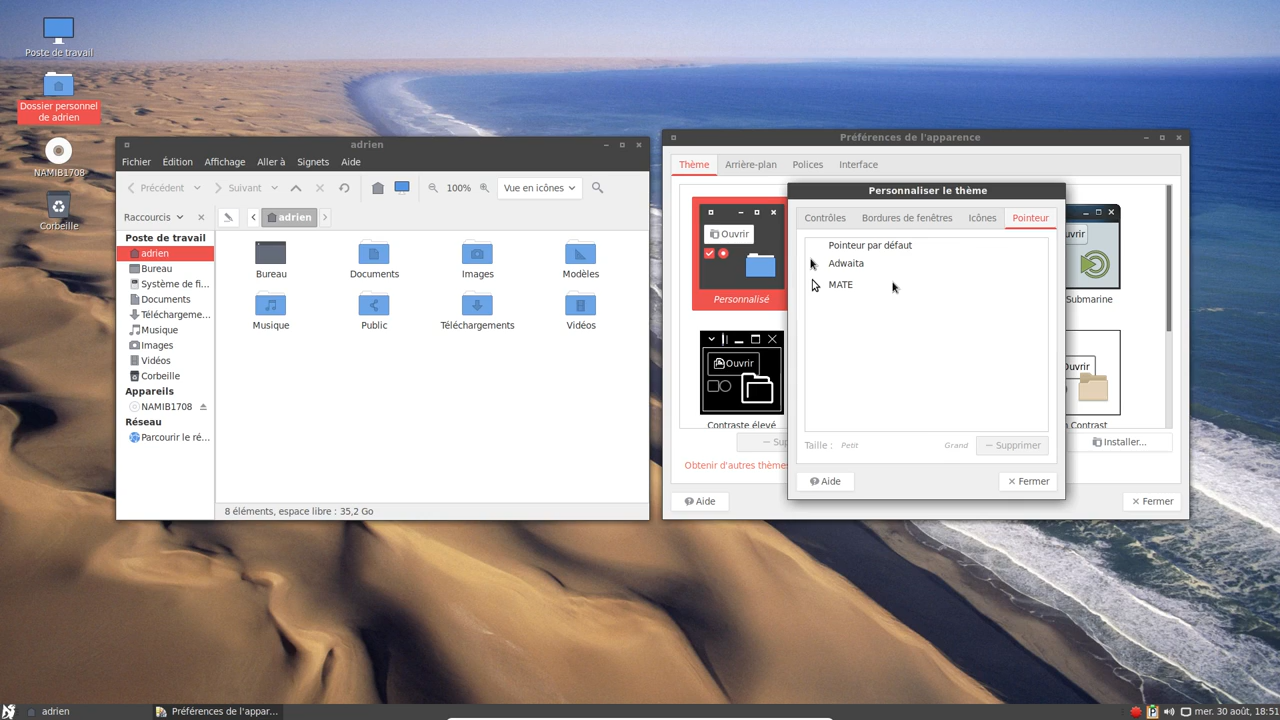 Poste de travail
Dossier personnel
de adrien
NAMIB1708
Corbeille
adrien
Fichier Édition Affichage Aller à Signets Aide
Précédent Suivant 100% Vue en icônes
Raccourcis adrien
Poste de travail
adrien
Bureau
Système de fi...
Documents
Téléchargeme...
Musique
Images
Vidéos
Corbeille
Appareils
NAMIB1708
Réseau
Parcourir le ré...
Bureau Documents Images Modèles
Musique Public Téléchargements Vidéos
8 éléments, espace libre : 35,2 Go
Préférences de l'apparence
Thème Arrière-plan Polices Interface
Ouvrir
Personnalisé
Ouvrir
Contraste élevé
Submarine
Contrast
Installer...
Obtenir d'autres thèmes
Aide Fermer
Personnaliser le thème
Contrôles Bordures de fenêtres Icônes Pointeur
Pointeur par défaut
Adwaita
MATE
Taille : Petit Grand Supprimer
Aide Fermer
adrien Préférences de l'appar... mer. 30 août, 18:51